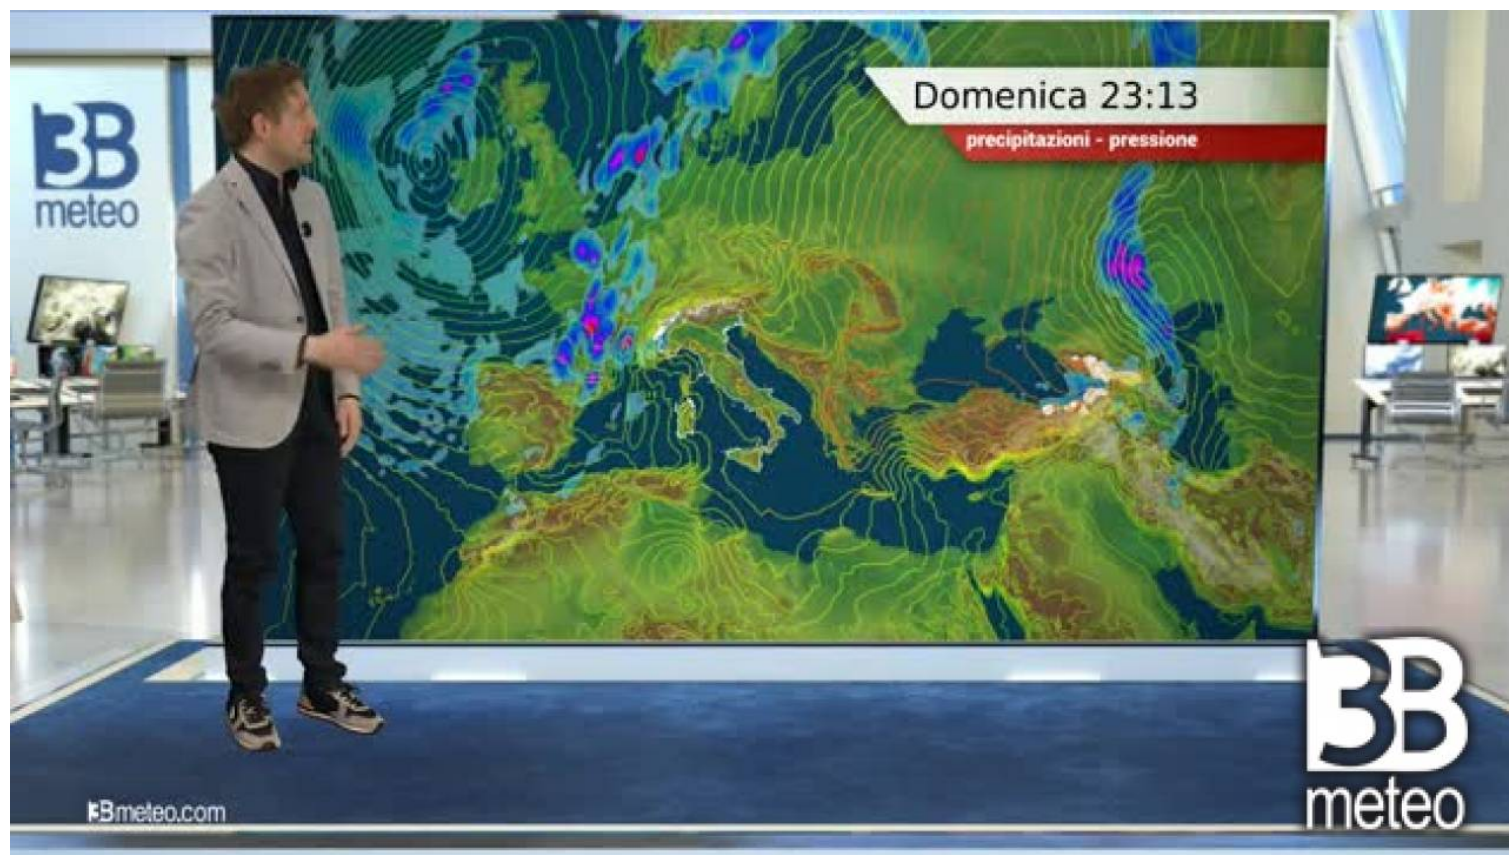 3B
meteo
Domenica 23:13
precipitazioni - pressione
3Bmeteo.com
3B
meteo